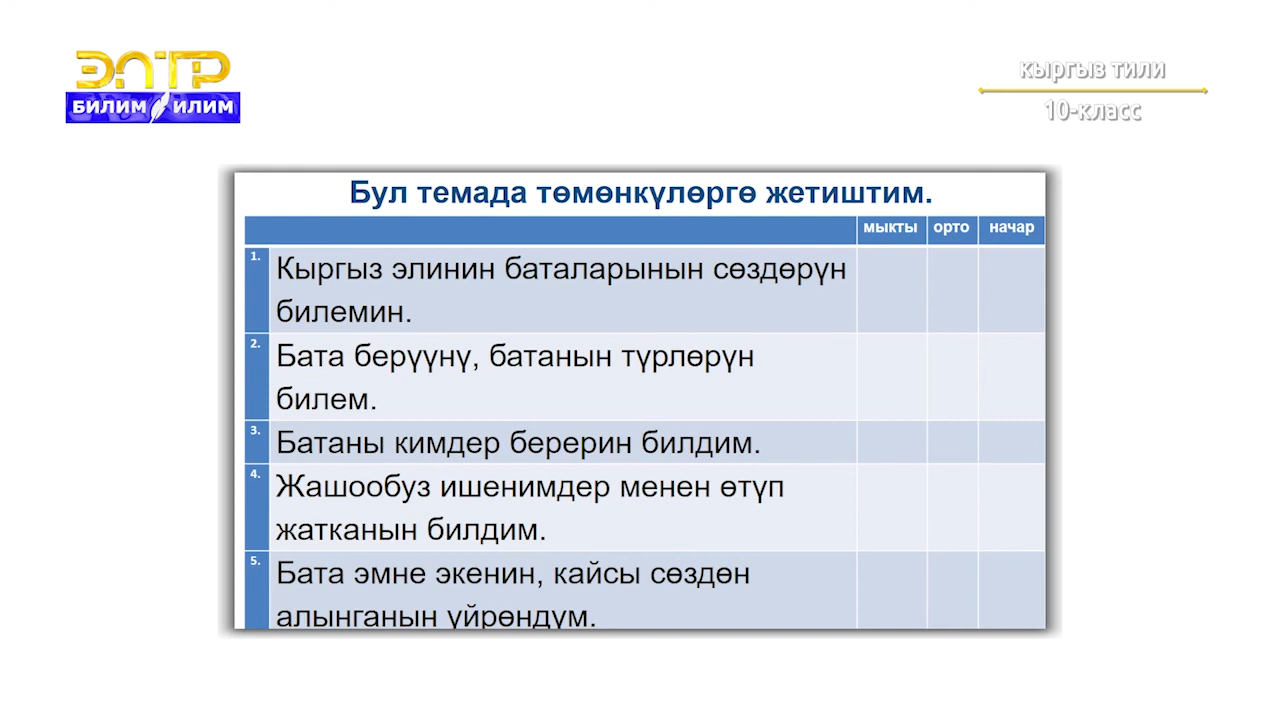 ЭЛТР
БИЛИМ ИЛИМ
кыргыз тили
10-класс
Бул темада төмөнкүлөргө жетиштим.
мыкты орто начар
1. Кыргыз элинин баталарынын сөздөрүн
билемин.
2. Бата берүүнү, батанын түрлөрүн
билем.
3. Батаны кимдер берерин билдим.
4. Жашообуз ишенимдер менен өтүп
жатканын билдим.
5. Бата эмне экенин, кайсы сөздөн
алынганын үйрөндүм.